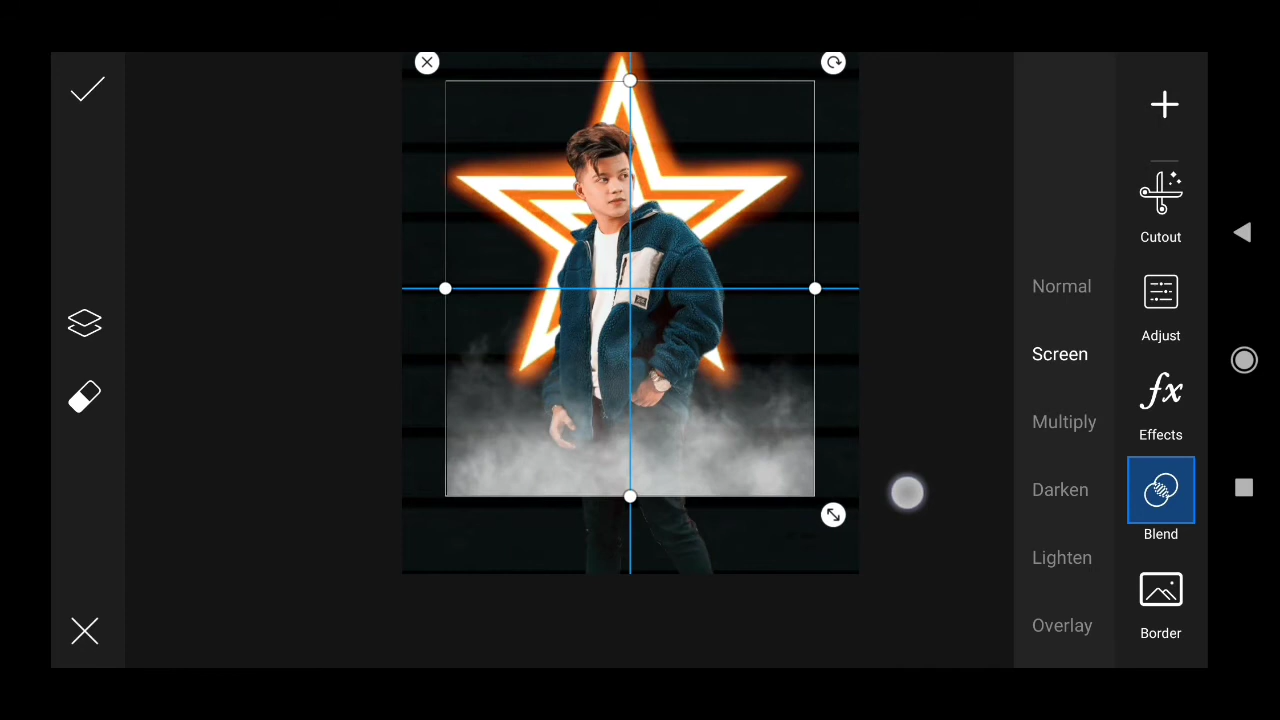 Cutout
Adjust
fx
Effects
Blend
Border
Normal
Screen
Multiply
Darken
Lighten
Overlay